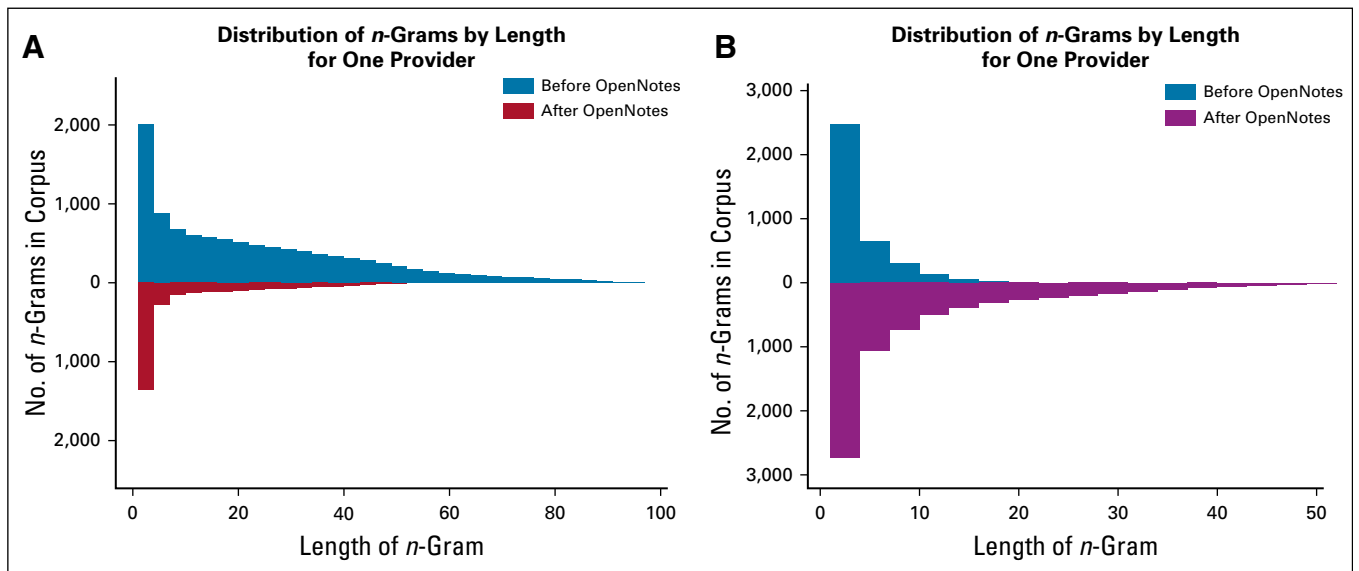 A
Distribution of n-Grams by Length
for One Provider
Before OpenNotes
After OpenNotes
No. of n-Grams in Corpus
2,000
1,000
0
1,000
2,000
0 20 40 60 80 100
Length of n-Gram
B
Distribution of n-Grams by Length
for One Provider
Before OpenNotes
After OpenNotes
No. of n-Grams in Corpus
3,000
2,000
1,000
0
1,000
2,000
3,000
0 10 20 30 40 50
Length of n-Gram